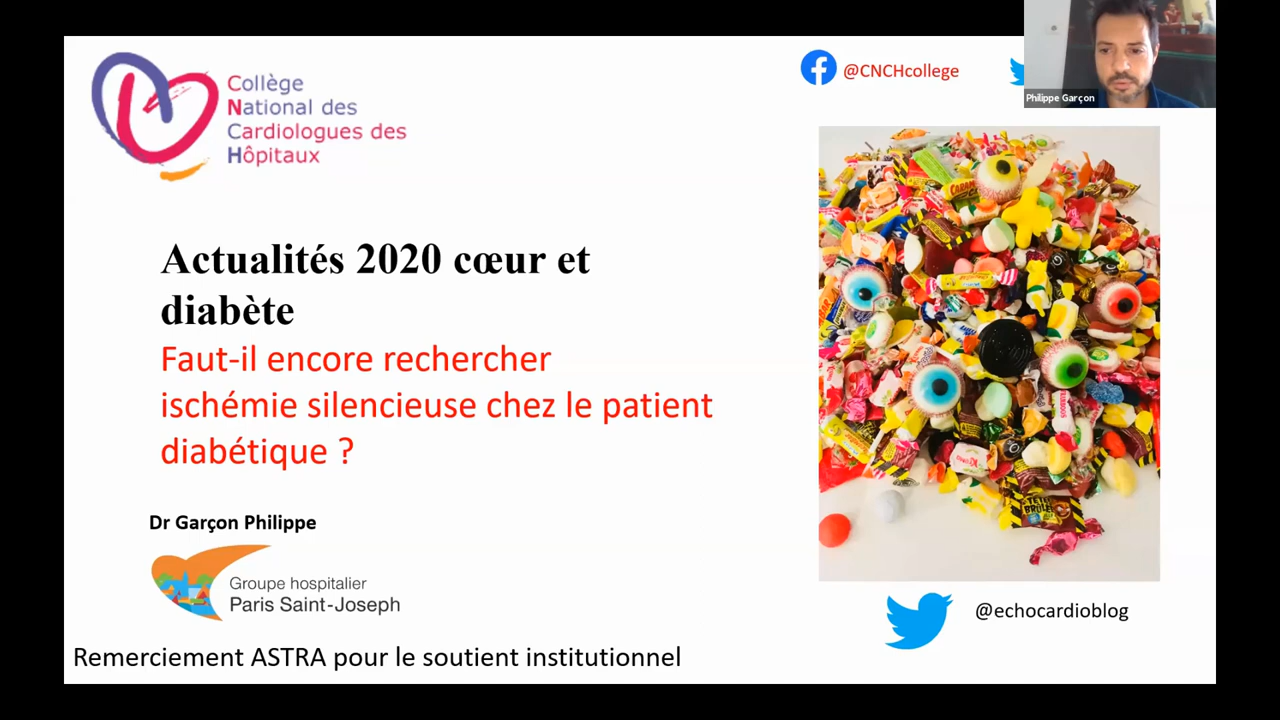 Collège
National des
Cardiologues des
Hôpitaux
@CNCHcollege
Philippe Garçon
Actualités 2020 cœur et
diabète
Faut-il encore rechercher
ischémie silencieuse chez le patient
diabétique ?
Dr Garçon Philippe
Groupe hospitalier
Paris Saint-Joseph
@echocardioblog
Remerciement ASTRA pour le soutient institutionnel
TÊTE
BRÛLÉE